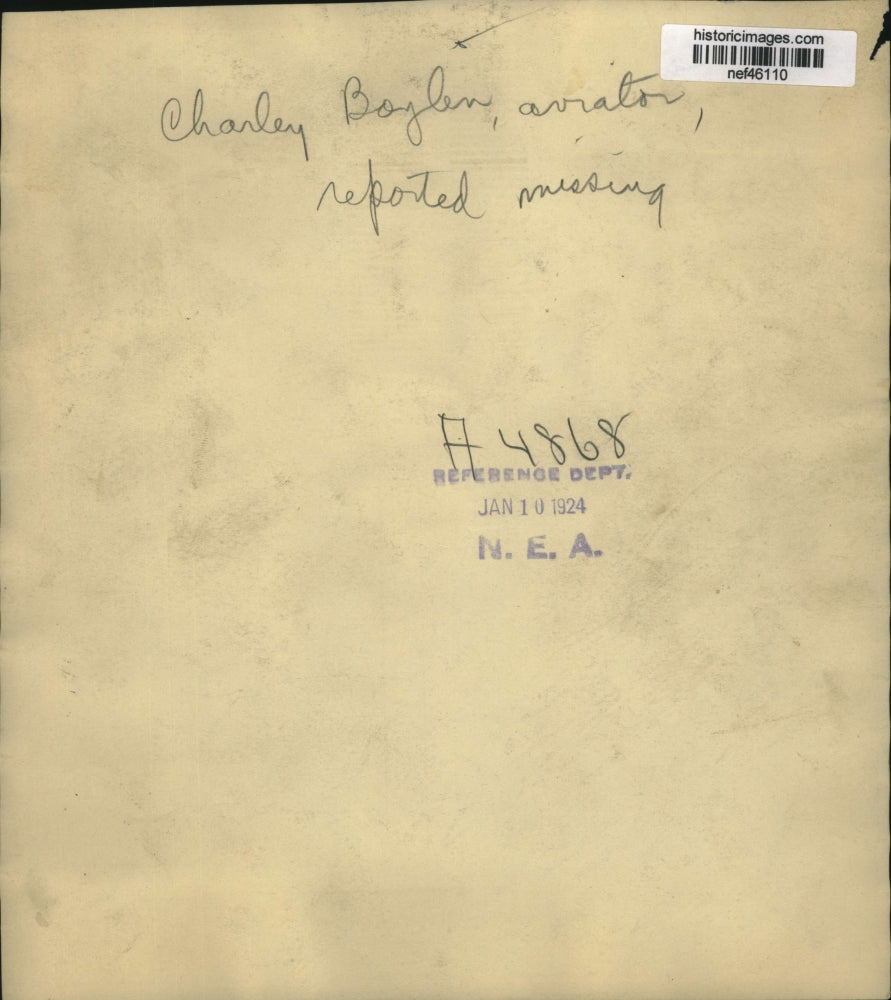 historicimages.com
nef46110
Charley Boylen, aviator,
reported missing
A 4868
REFERENCE DEPT.
JAN 10 1924
N. E. A.